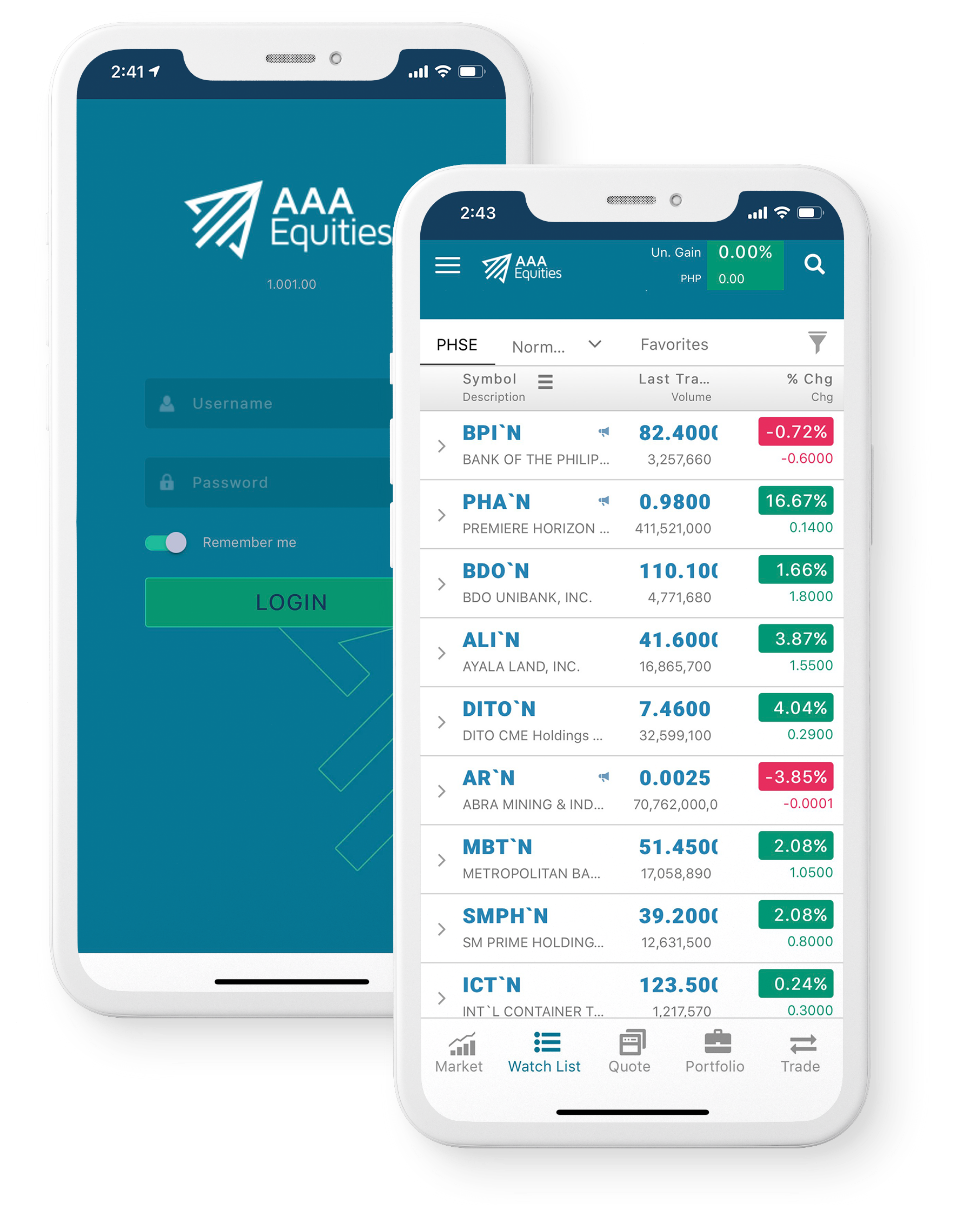 2:41
AAA
Equities
1.001.00
Username
Password
Remember me
LOGIN
2:43
AAA
Equities
Un. Gain 0.00%
PHP 0.00
PHSE Norm... Favorites
Symbol Last Tra... % Chg
Description Volume Chg
BPI`N 82.400 -0.72%
BANK OF THE PHILIP... 3,257,660 -0.6000
PHA`N 0.9800 16.67%
PREMIERE HORIZON ... 411,521,000 0.1400
BDO`N 110.10 1.66%
BDO UNIBANK, INC. 4,771,680 1.8000
ALI`N 41.600 3.87%
AYALA LAND, INC. 16,865,700 1.5500
DITO`N 7.4600 4.04%
DITO CME Holdings ... 32,599,100 0.2900
AR`N 0.0025 -3.85%
ABRA MINING & IND... 70,762,000,0 -0.0001
MBT`N 51.450 2.08%
METROPOLITAN BA... 17,058,890 1.0500
SMPH`N 39.200 2.08%
SM PRIME HOLDING... 12,631,500 0.8000
ICT`N 123.50 0.24%
INT`L CONTAINER T... 1,217,570 0.3000
Market Watch List Quote Portfolio Trade